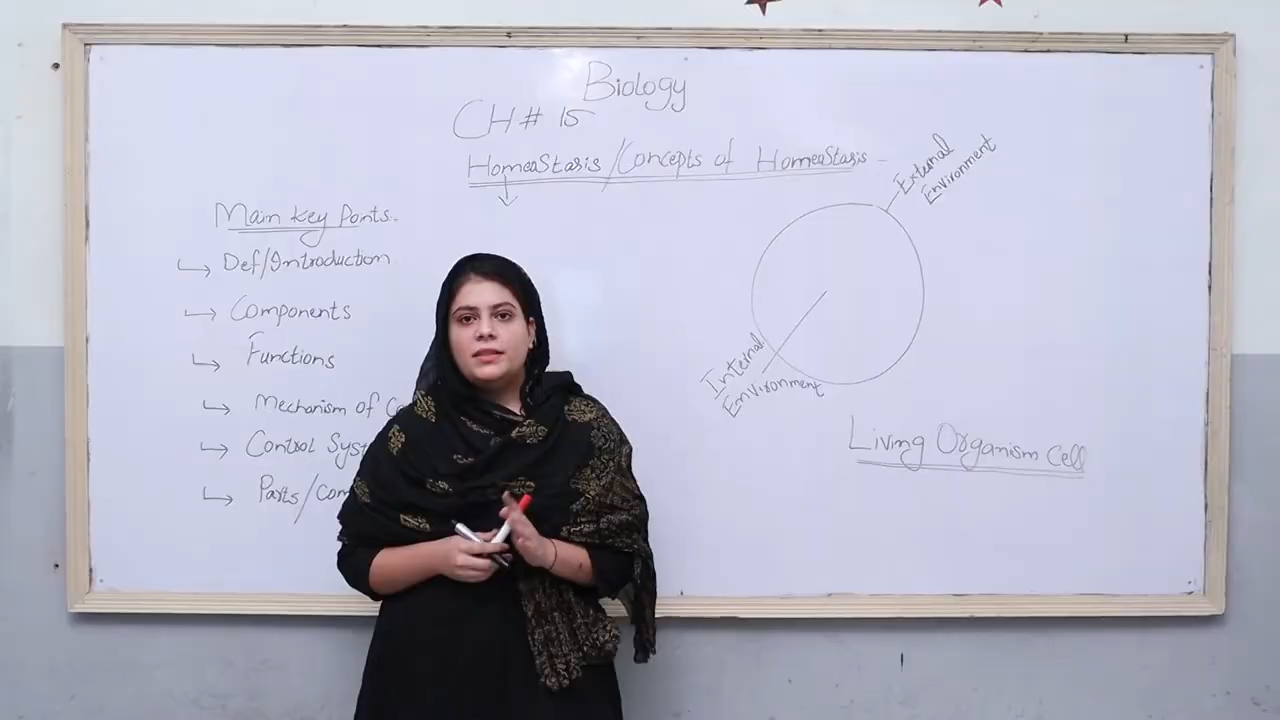 Biology
CH # 15
HomeoStasis / Concepts of HomeoStasis
Main Key Points.
Def/Introduction
Components
Functions
Mechanism of
Control
Parts/
External
Environment
Internal
Environment
Living Organism Cell